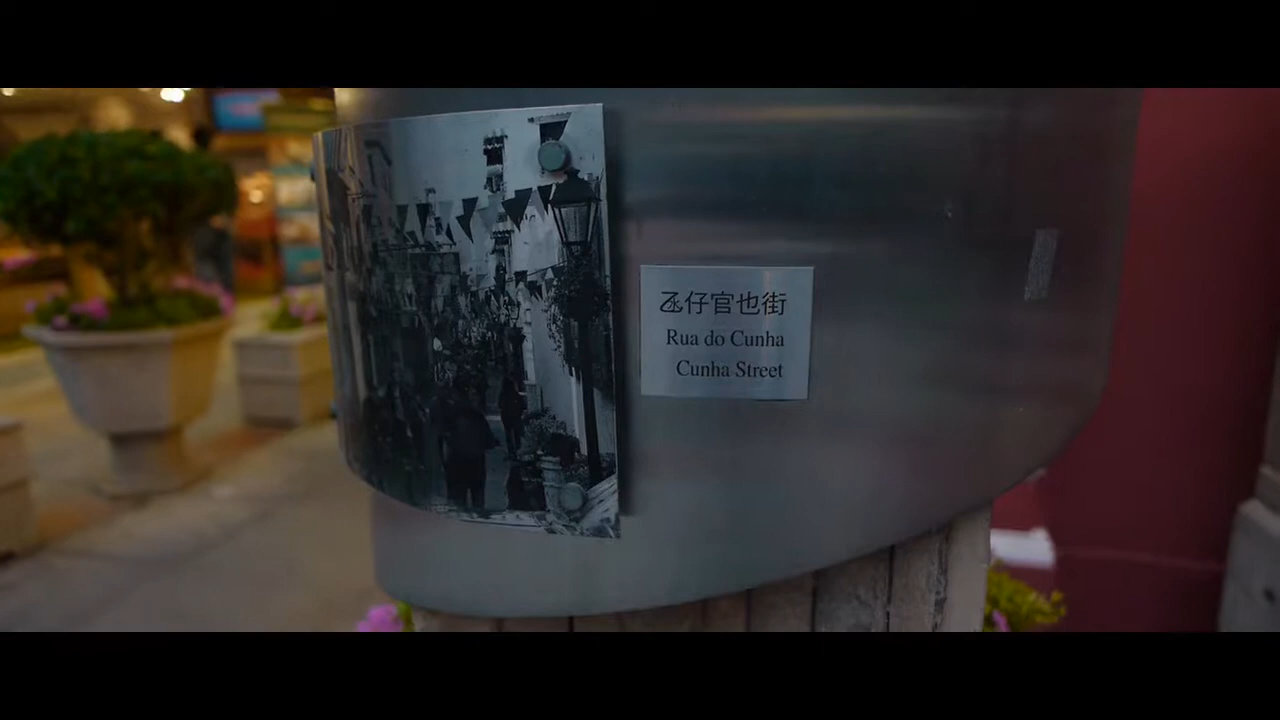 氹仔官也街
Rua do Cunha
Cunha Street